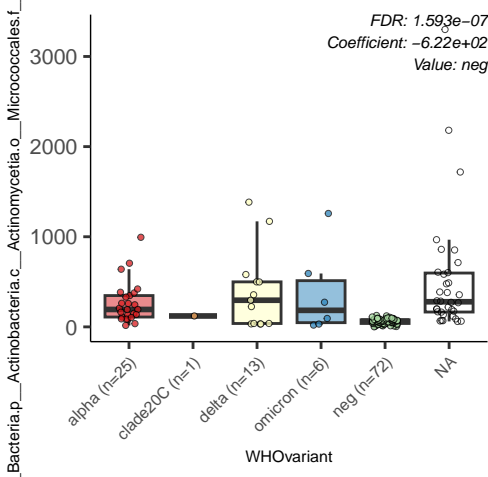 FDR: 1.593e−07
Coefficient: −6.22e+02
Value: neg
_Bacteria.p__Actinobacteria.c__Actinomycetia.o__Micrococcales.f_
3000
2000
1000
0
alpha (n=25)
clade20C (n=1)
delta (n=13)
omicron (n=6)
neg (n=72)
NA
WHOvariant